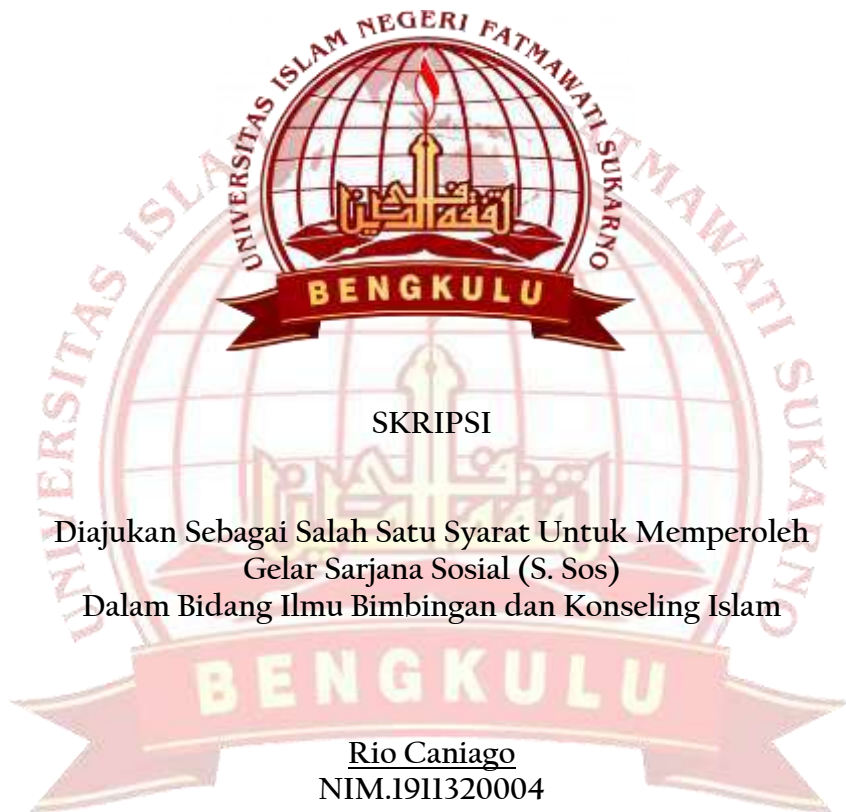 UNIVERSITAS ISLAM NEGERI FATMAWATI SUKARNO
BENGKULU
SKRIPSI
Diajukan Sebagai Salah Satu Syarat Untuk Memperoleh
Gelar Sarjana Sosial (S. Sos)
Dalam Bidang Ilmu Bimbingan dan Konseling Islam
BENGKULU
Rio Caniago
NIM.1911320004